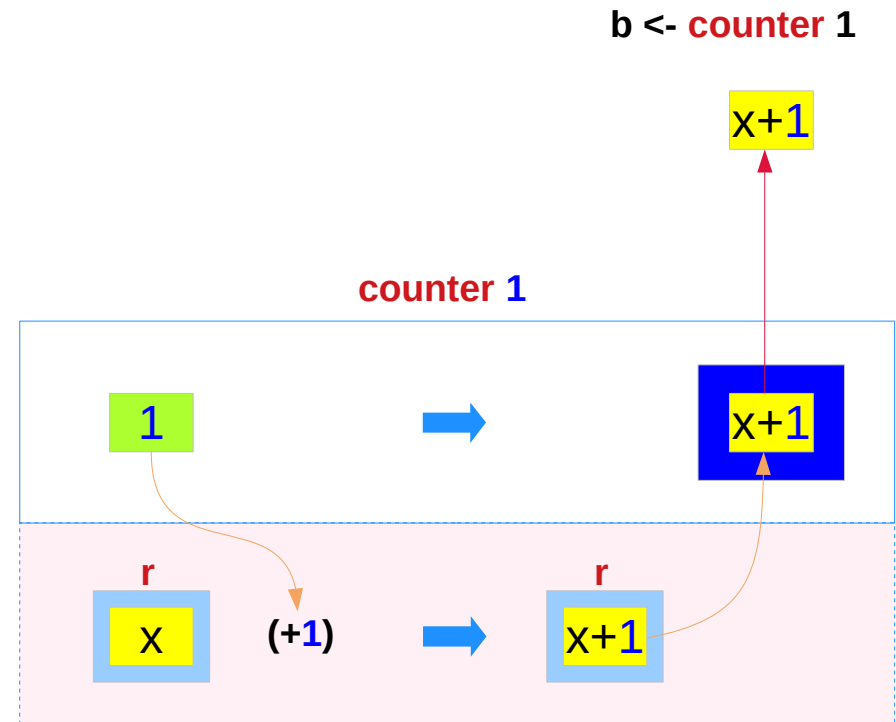 b <- counter 1
x+1
counter 1
1
x+1
r
r
x
(+1)
x+1